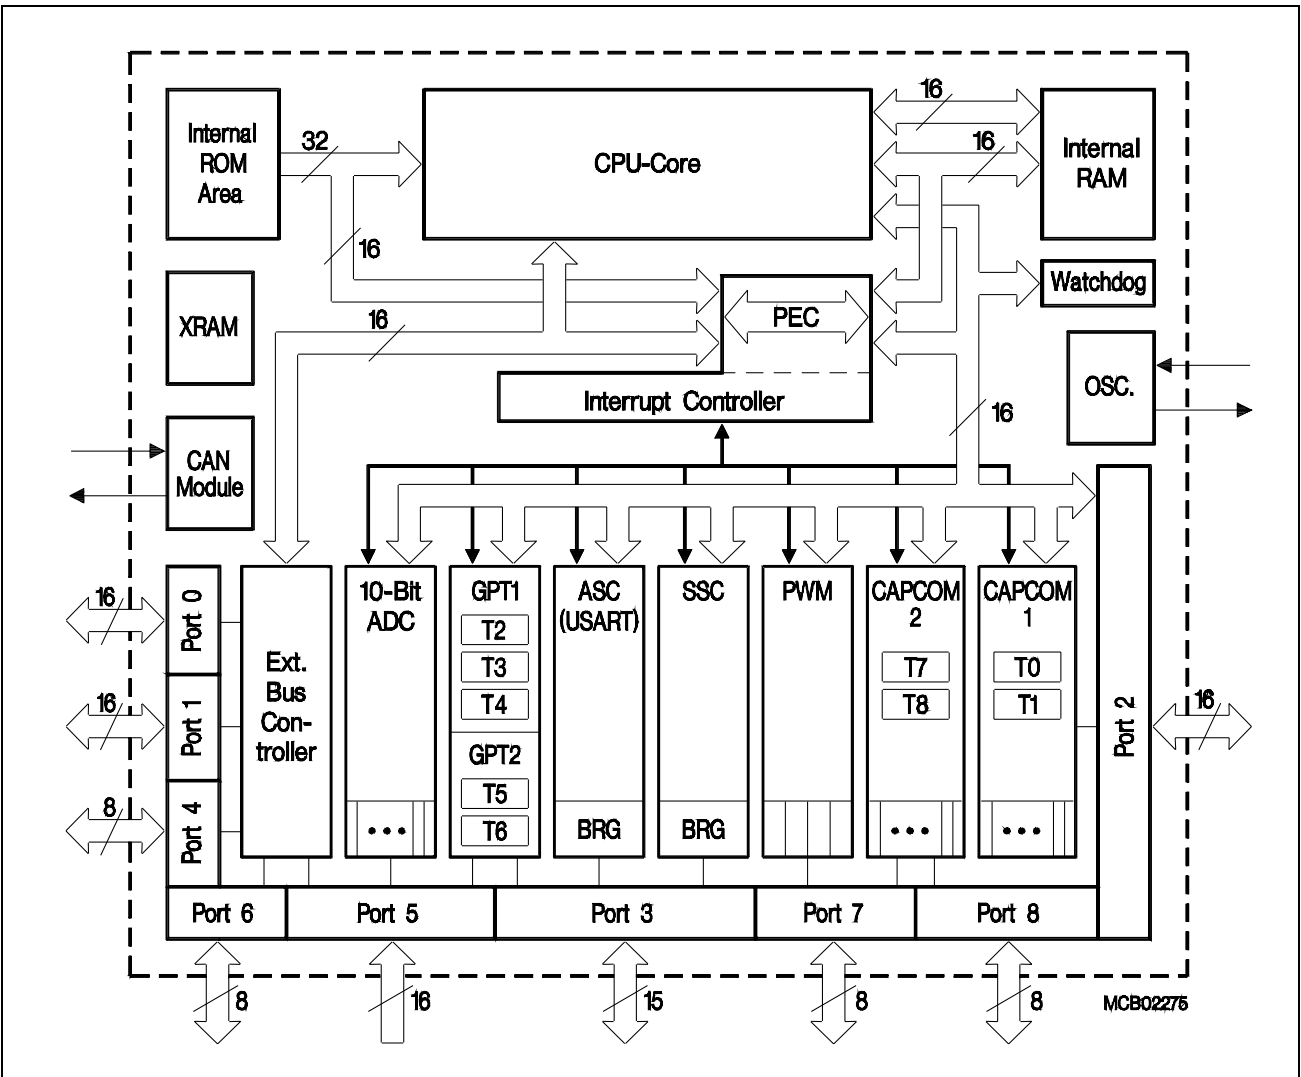 Internal
ROM
Area
32
16
CPU-Core
16
16
Internal
RAM
XRAM
16
PEC
Watchdog
Interrupt Controller
OSC.
16
CAN
Module
16
Port 0
16
Port 1
8
Port 4
Ext.
Bus
Con-
troller
10-Bit
ADC
GPT1
T2
T3
T4
GPT2
T5
T6
ASC
(USART)
BRG
SSC
BRG
PWM
CAPCOM
2
T7
T8
CAPCOM
1
T0
T1
Port 2
16
Port 6
Port 5
Port 3
Port 7
Port 8
8
16
15
8
8
MCB02275